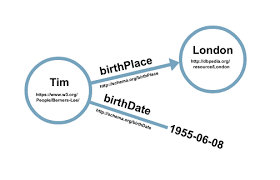 Tim
https://www.w3.org/
People/Berners-Lee/
birthPlace
http://schema.org/birthPlace
London
http://dbpedia.org/
resource/London
birthDate
http://schema.org/birthDate
1955-06-08